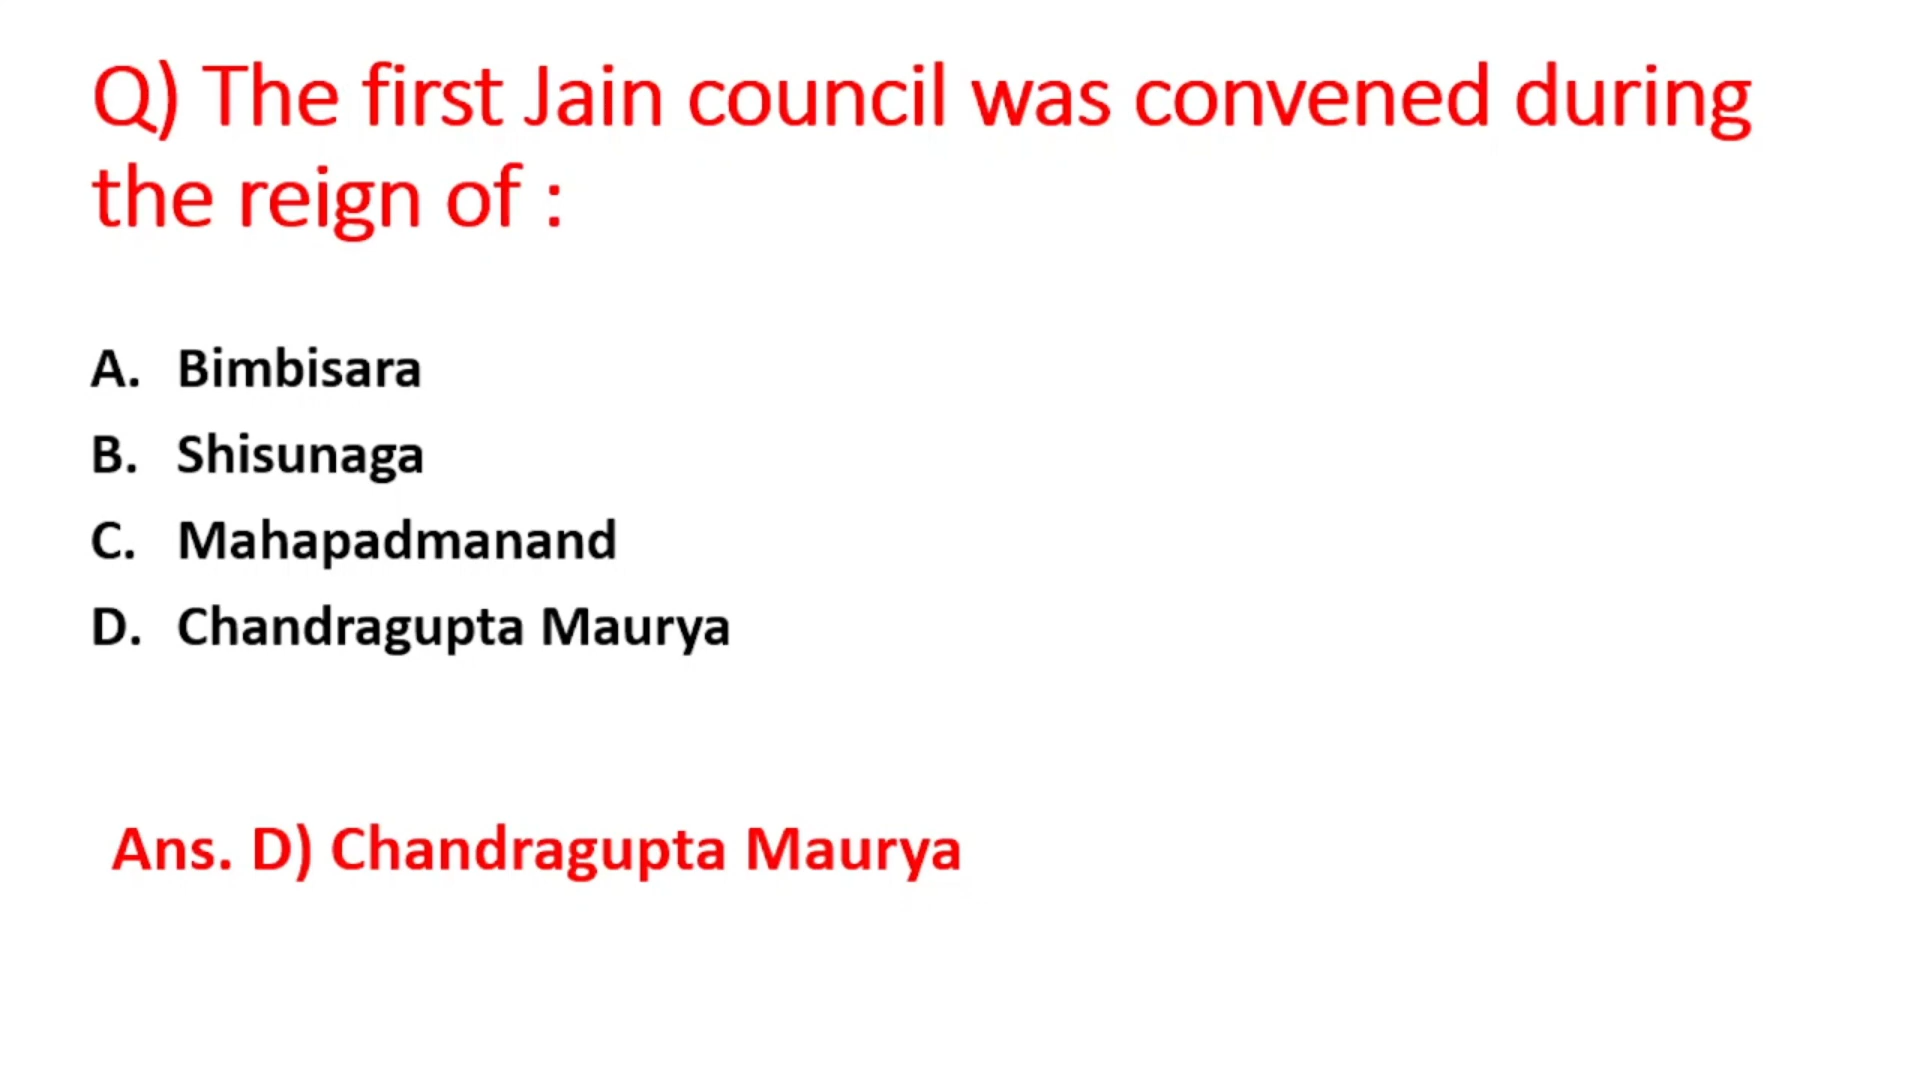 Q) The first Jain council was convened during
the reign of :
A. Bimbisara
B. Shisunaga
C. Mahapadmanand
D. Chandragupta Maurya
Ans. D) Chandragupta Maurya